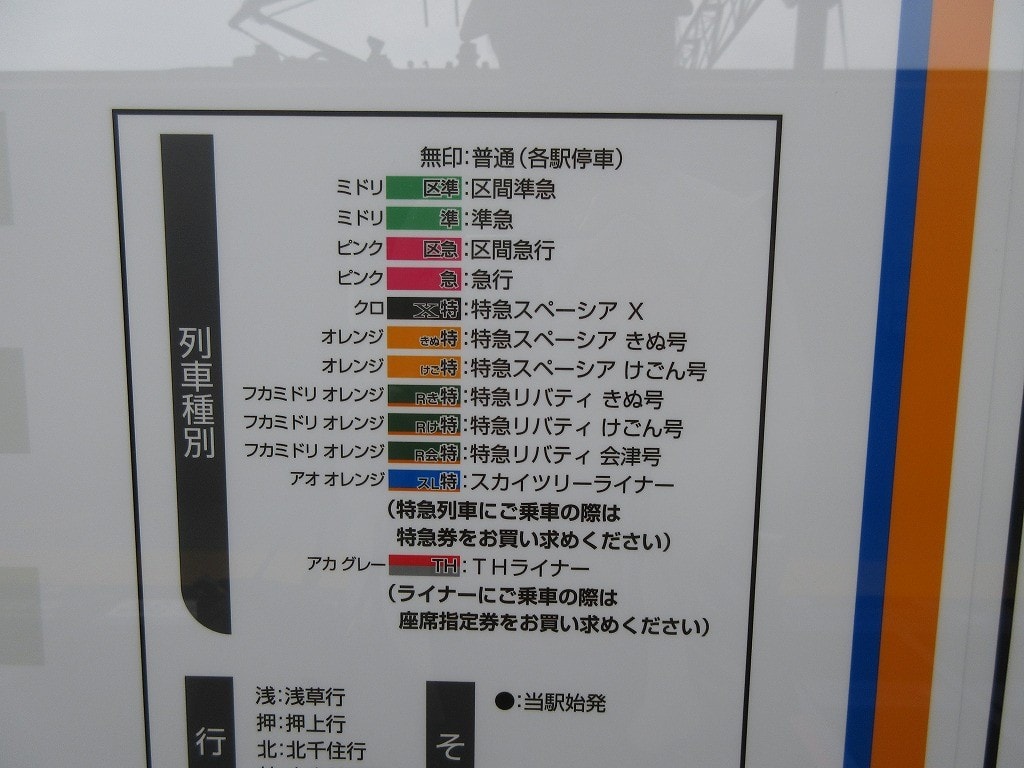 列車種別
無印:普通(各駅停車)
ミドリ 区準:区間準急
ミドリ 準:準急
ピンク 区急:区間急行
ピンク 急:急行
クロ X特:特急スペーシア X
オレンジ きぬ特:特急スペーシア きぬ号
オレンジ けご特:特急スペーシア けごん号
フカミドリ オレンジ Rき特:特急リバティ きぬ号
フカミドリ オレンジ Rけ特:特急リバティ けごん号
フカミドリ オレンジ R会特:特急リバティ 会津号
アオ オレンジ スL特:スカイツリーライナー
(特急列車にご乗車の際は
特急券をお買い求めください)
アカ グレー TH:THライナー
(ライナーにご乗車の際は
座席指定券をお買い求めください)
行
浅:浅草行
押:押上行
北:北千住行
そ
●:当駅始発